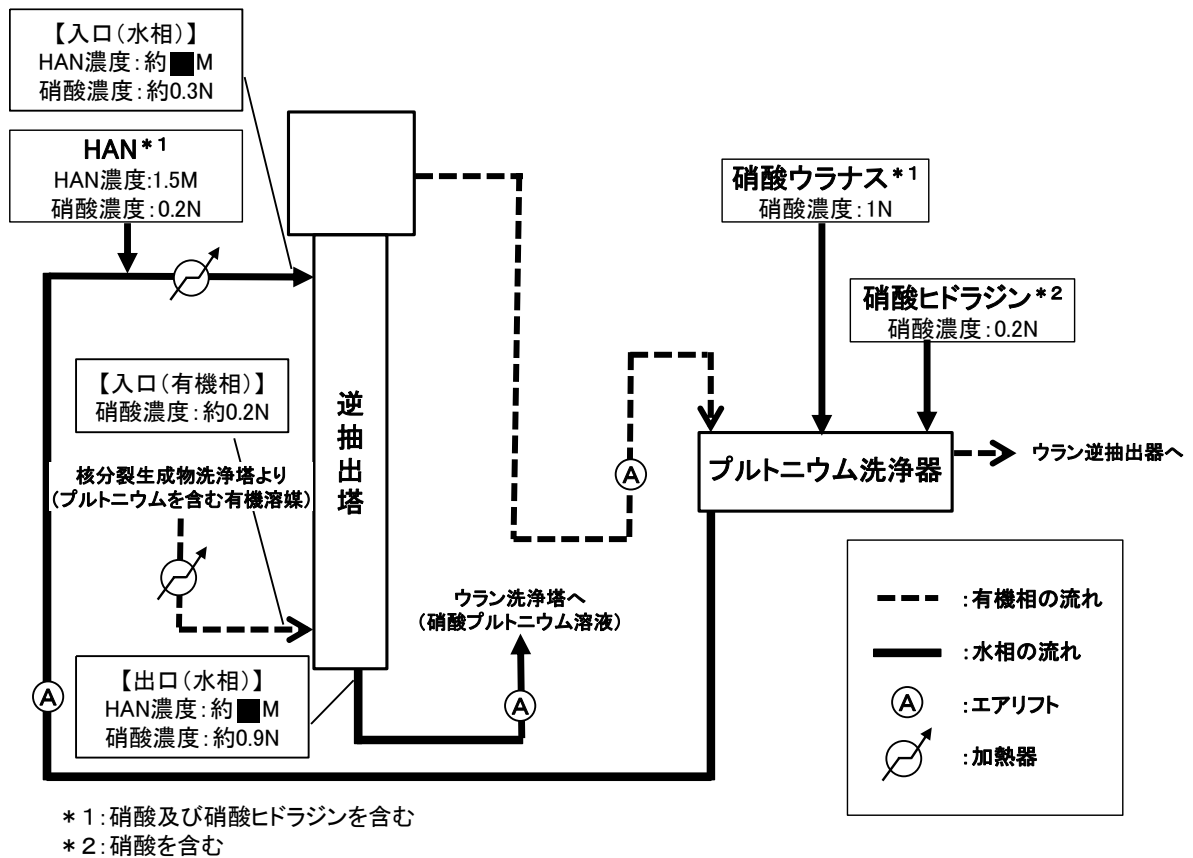 【入口(水相)】
HAN濃度:約■M
硝酸濃度:約0.3N
HAN*1
HAN濃度:1.5M
硝酸濃度:0.2N
硝酸ウラナス*1
硝酸濃度:1N
硝酸ヒドラジン*2
硝酸濃度:0.2N
【入口(有機相)】
硝酸濃度:約0.2N
逆抽出塔
A
プルトニウム洗浄器
ウラン逆抽出器へ
核分裂生成物洗浄塔より
(プルトニウムを含む有機溶媒)
ウラン洗浄塔へ
(硝酸プルトニウム溶液)
【出口(水相)】
HAN濃度:約■M
硝酸濃度:約0.9N
A
A
:有機相の流れ
:水相の流れ
A :エアリフト
:加熱器
*1:硝酸及び硝酸ヒドラジンを含む
*2:硝酸を含む